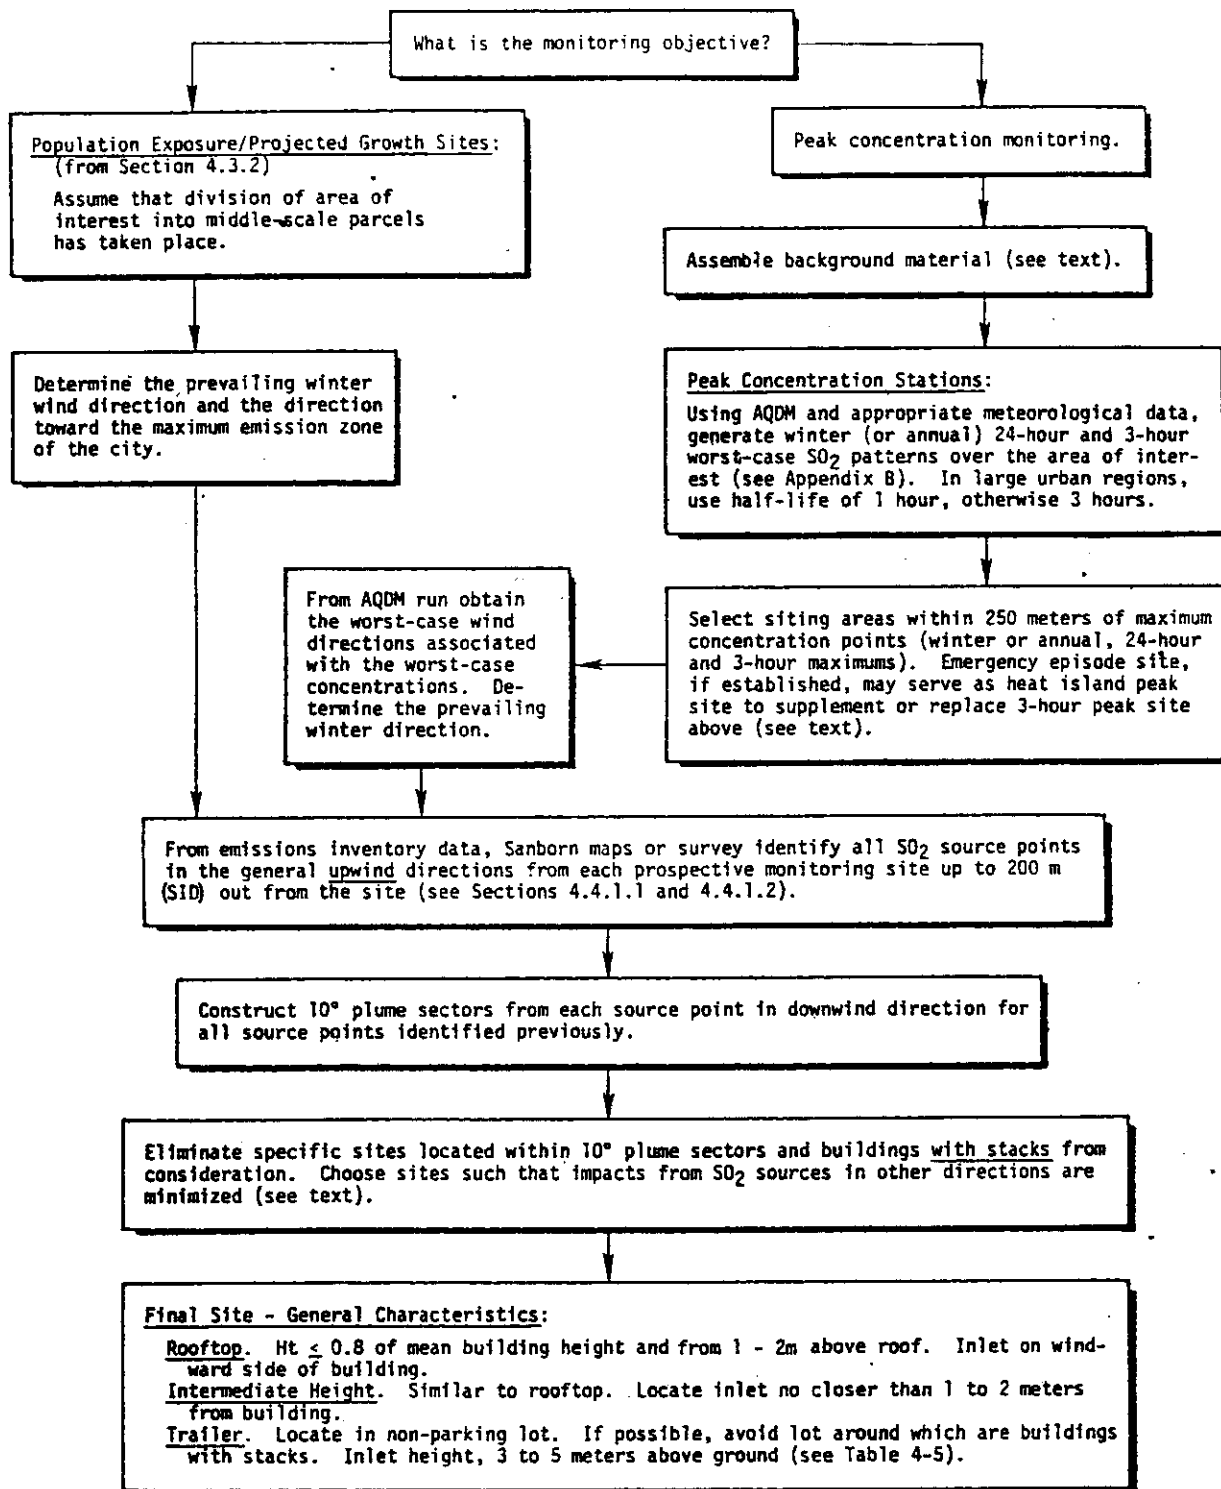 What is the monitoring objective?
Population Exposure/Projected Growth Sites:
(from Section 4.3.2)
Assume that division of area of
interest into middle-scale parcels
has taken place.
Peak concentration monitoring.
Assemble background material (see text).
Determine the prevailing winter
wind direction and the direction
toward the maximum emission zone
of the city.
Peak Concentration Stations:
Using AQDM and appropriate meteorological data,
generate winter (or annual) 24-hour and 3-hour
worst-case SO2 patterns over the area of inter-
est (see Appendix B). In large urban regions,
use half-life of 1 hour, otherwise 3 hours.
From AQDM run obtain
the worst-case wind
directions associated
with the worst-case
concentrations. De-
termine the prevailing
winter direction.
Select siting areas within 250 meters of maximum
concentration points (winter or annual, 24-hour
and 3-hour maximums). Emergency episode site,
if established, may serve as heat island peak
site to supplement or replace 3-hour peak site
above (see text).
From emissions inventory data, Sanborn maps or survey identify all SO2 source points
in the general upwind directions from each prospective monitoring site up to 200 m
(SID) out from the site (see Sections 4.4.1.1 and 4.4.1.2).
Construct 10° plume sectors from each source point in downwind direction for
all source points identified previously.
Eliminate specific sites located within 10° plume sectors and buildings with stacks from
consideration. Choose sites such that impacts from SO2 sources in other directions are
minimized (see text).
Final Site - General Characteristics:
Rooftop. Ht ≤ 0.8 of mean building height and from 1 - 2m above roof. Inlet on wind-
ward side of building.
Intermediate Height. Similar to rooftop. Locate inlet no closer than 1 to 2 meters
from building.
Trailer. Locate in non-parking lot. If possible, avoid lot around which are buildings
with stacks. Inlet height, 3 to 5 meters above ground (see Table 4-5).